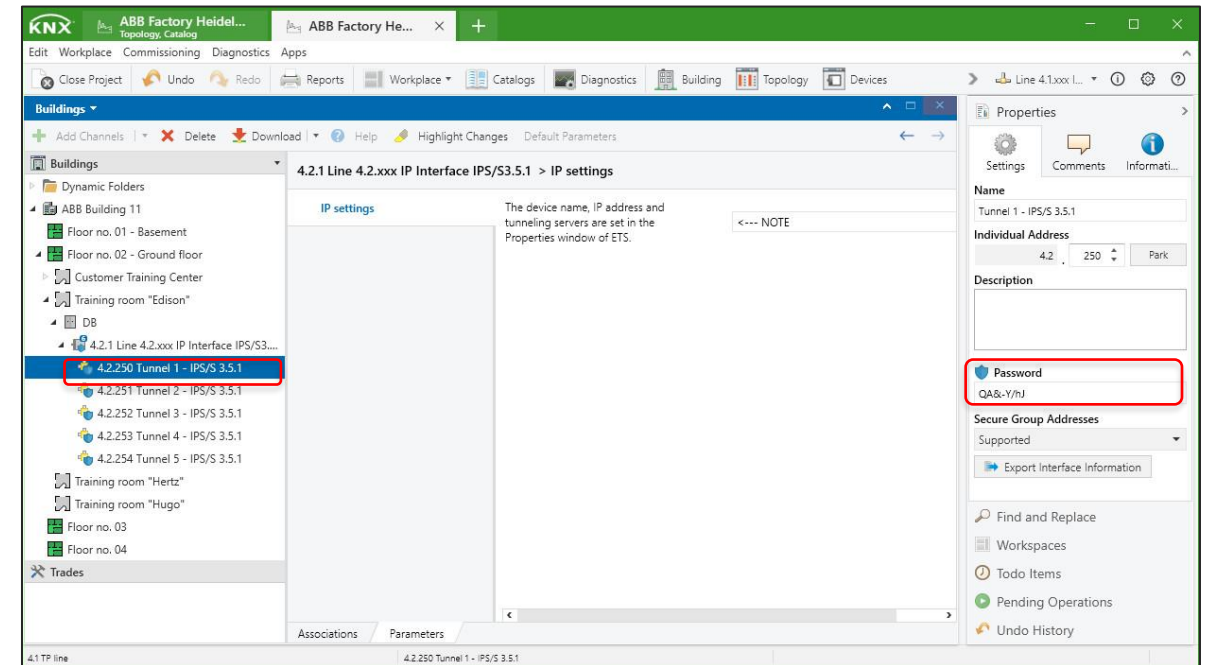 KNX
ABB Factory Heidel...
Topology, Catalog
ABB Factory He...
Edit Workplace Commissioning Diagnostics Apps
Close Project Undo Redo Reports Workplace Catalogs Diagnostics Building Topology Devices Line 4.1.xxx I...
Buildings
Add Channels Delete Download Help Highlight Changes Default Parameters
Buildings
Dynamic Folders
ABB Building 11
Floor no. 01 - Basement
Floor no. 02 - Ground floor
Customer Training Center
Training room "Edison"
DB
4.2.1 Line 4.2.xxx IP Interface IPS/S3....
4.2.250 Tunnel 1 - IPS/S 3.5.1
4.2.251 Tunnel 2 - IPS/S 3.5.1
4.2.252 Tunnel 3 - IPS/S 3.5.1
4.2.253 Tunnel 4 - IPS/S 3.5.1
4.2.254 Tunnel 5 - IPS/S 3.5.1
Training room "Hertz"
Training room "Hugo"
Floor no. 03
Floor no. 04
Trades
4.2.1 Line 4.2.xxx IP Interface IPS/S3.5.1 > IP settings
IP settings
The device name, IP address and
tunneling servers are set in the
Properties window of ETS.
<--- NOTE
Associations Parameters
Properties
Settings Comments Informati...
Name
Tunnel 1 - IPS/S 3.5.1
Individual Address
4.2 . 250 Park
Description
Password
QA&-Y/hJ
Secure Group Addresses
Supported
Export Interface Information
Find and Replace
Workspaces
Todo Items
Pending Operations
Undo History
4.1 TP line 4.2.250 Tunnel 1 - IPS/S 3.5.1